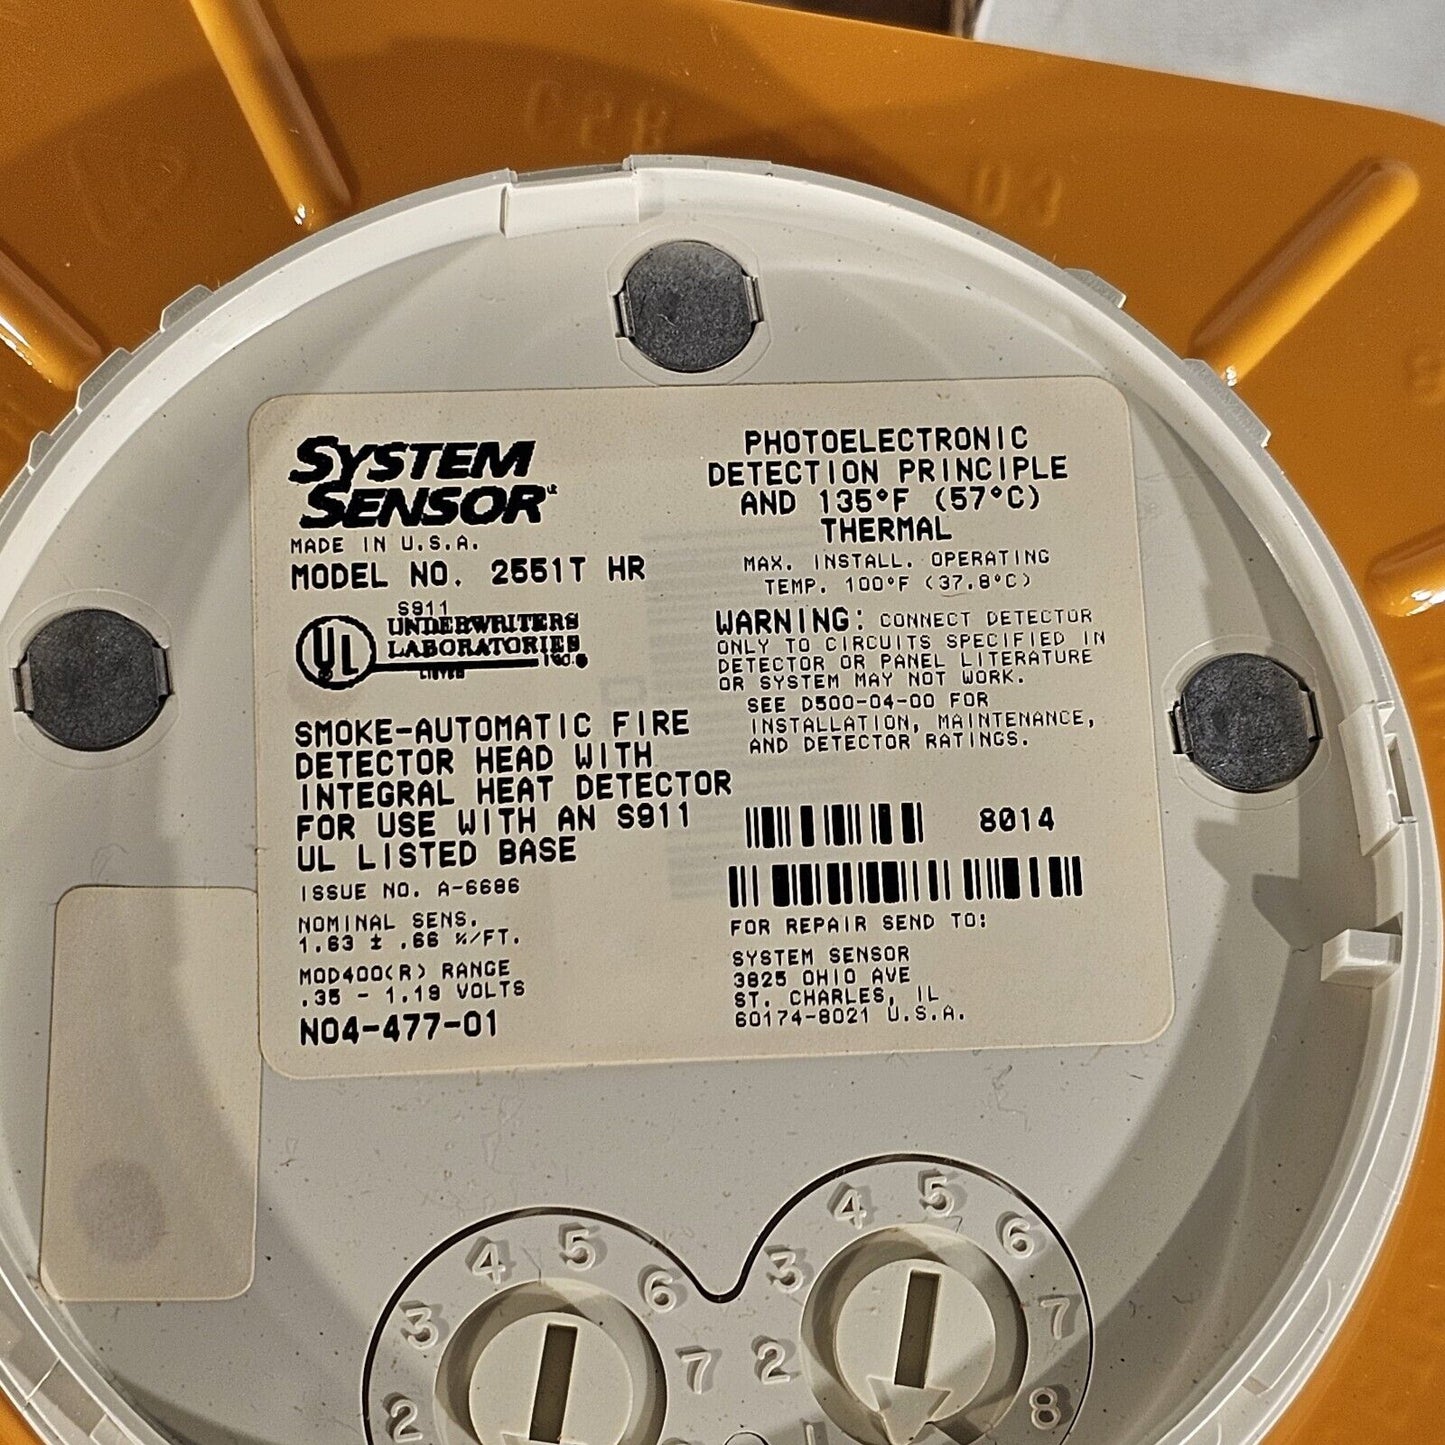 C28
03
SYSTEM
SENSOR
MADE IN U.S.A.
MODEL NO. 2551T HR
S911
UL UNDERWRITERS
LABORATORIES
INC.®
LISTED
SMOKE-AUTOMATIC FIRE
DETECTOR HEAD WITH
INTEGRAL HEAT DETECTOR
FOR USE WITH AN S911
UL LISTED BASE
ISSUE NO. A-6686
NOMINAL SENS.
1.63 ± .66 %/FT.
MOD400(R) RANGE
.35 - 1.19 VOLTS
N04-477-01
PHOTOELECTRONIC
DETECTION PRINCIPLE
AND 135°F (57°C)
THERMAL
MAX. INSTALL. OPERATING
TEMP. 100°F (37.8°C)
WARNING: CONNECT DETECTOR
ONLY TO CIRCUITS SPECIFIED IN
DETECTOR OR PANEL LITERATURE
OR SYSTEM MAY NOT WORK.
SEE D500-04-00 FOR
INSTALLATION, MAINTENANCE,
AND DETECTOR RATINGS.
8014
FOR REPAIR SEND TO:
SYSTEM SENSOR
3825 OHIO AVE
ST. CHARLES, IL
60174-8021 U.S.A.
2 3 4 5 6 7
1 2 3 4 5 6 7 8